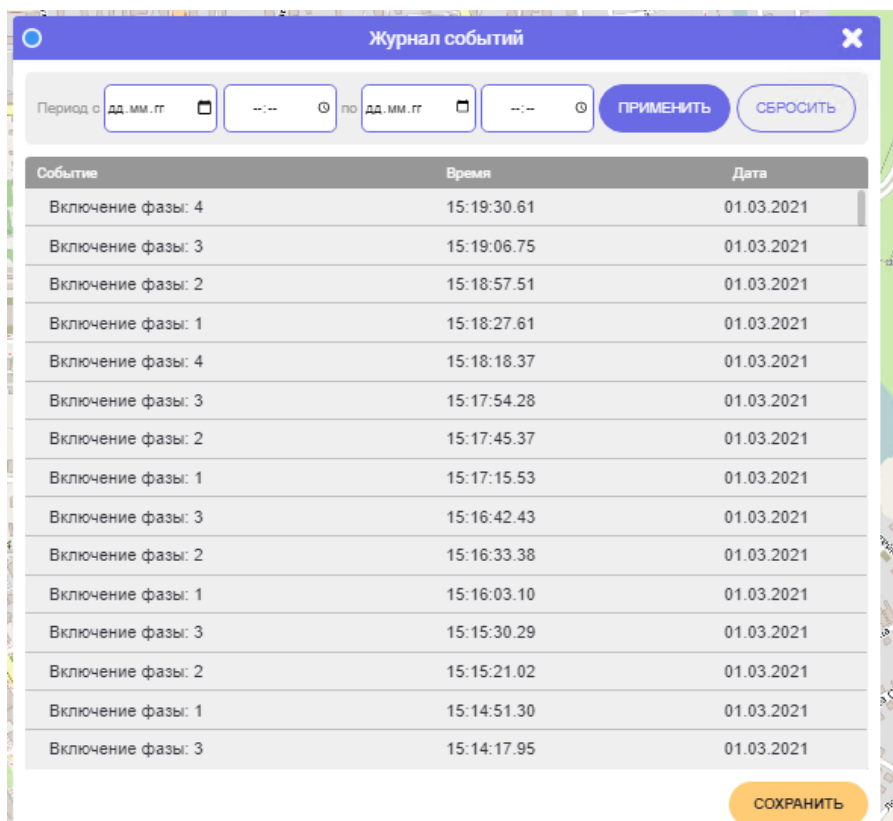 Журнал событий
Период с дд.мм.гг --:-- по дд.мм.гг --:-- ПРИМЕНИТЬ СБРОСИТЬ
Событие Время Дата
Включение фазы: 4 15:19:30.61 01.03.2021
Включение фазы: 3 15:19:06.75 01.03.2021
Включение фазы: 2 15:18:57.51 01.03.2021
Включение фазы: 1 15:18:27.61 01.03.2021
Включение фазы: 4 15:18:18.37 01.03.2021
Включение фазы: 3 15:17:54.28 01.03.2021
Включение фазы: 2 15:17:45.37 01.03.2021
Включение фазы: 1 15:17:15.53 01.03.2021
Включение фазы: 3 15:16:42.43 01.03.2021
Включение фазы: 2 15:16:33.38 01.03.2021
Включение фазы: 1 15:16:03.10 01.03.2021
Включение фазы: 3 15:15:30.29 01.03.2021
Включение фазы: 2 15:15:21.02 01.03.2021
Включение фазы: 1 15:14:51.30 01.03.2021
Включение фазы: 3 15:14:17.95 01.03.2021
СОХРАНИТЬ